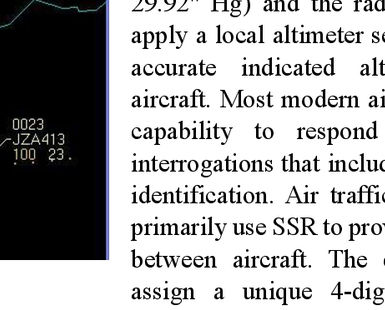 29.92" Hg) and the rad
apply a local altimeter se
accurate indicated alt
aircraft. Most modern ai
capability to respond
interrogations that includ
identification. Air traffic
primarily use SSR to prov
between aircraft. The
assign a unique 4-dig
0023
JZA413
100 23.